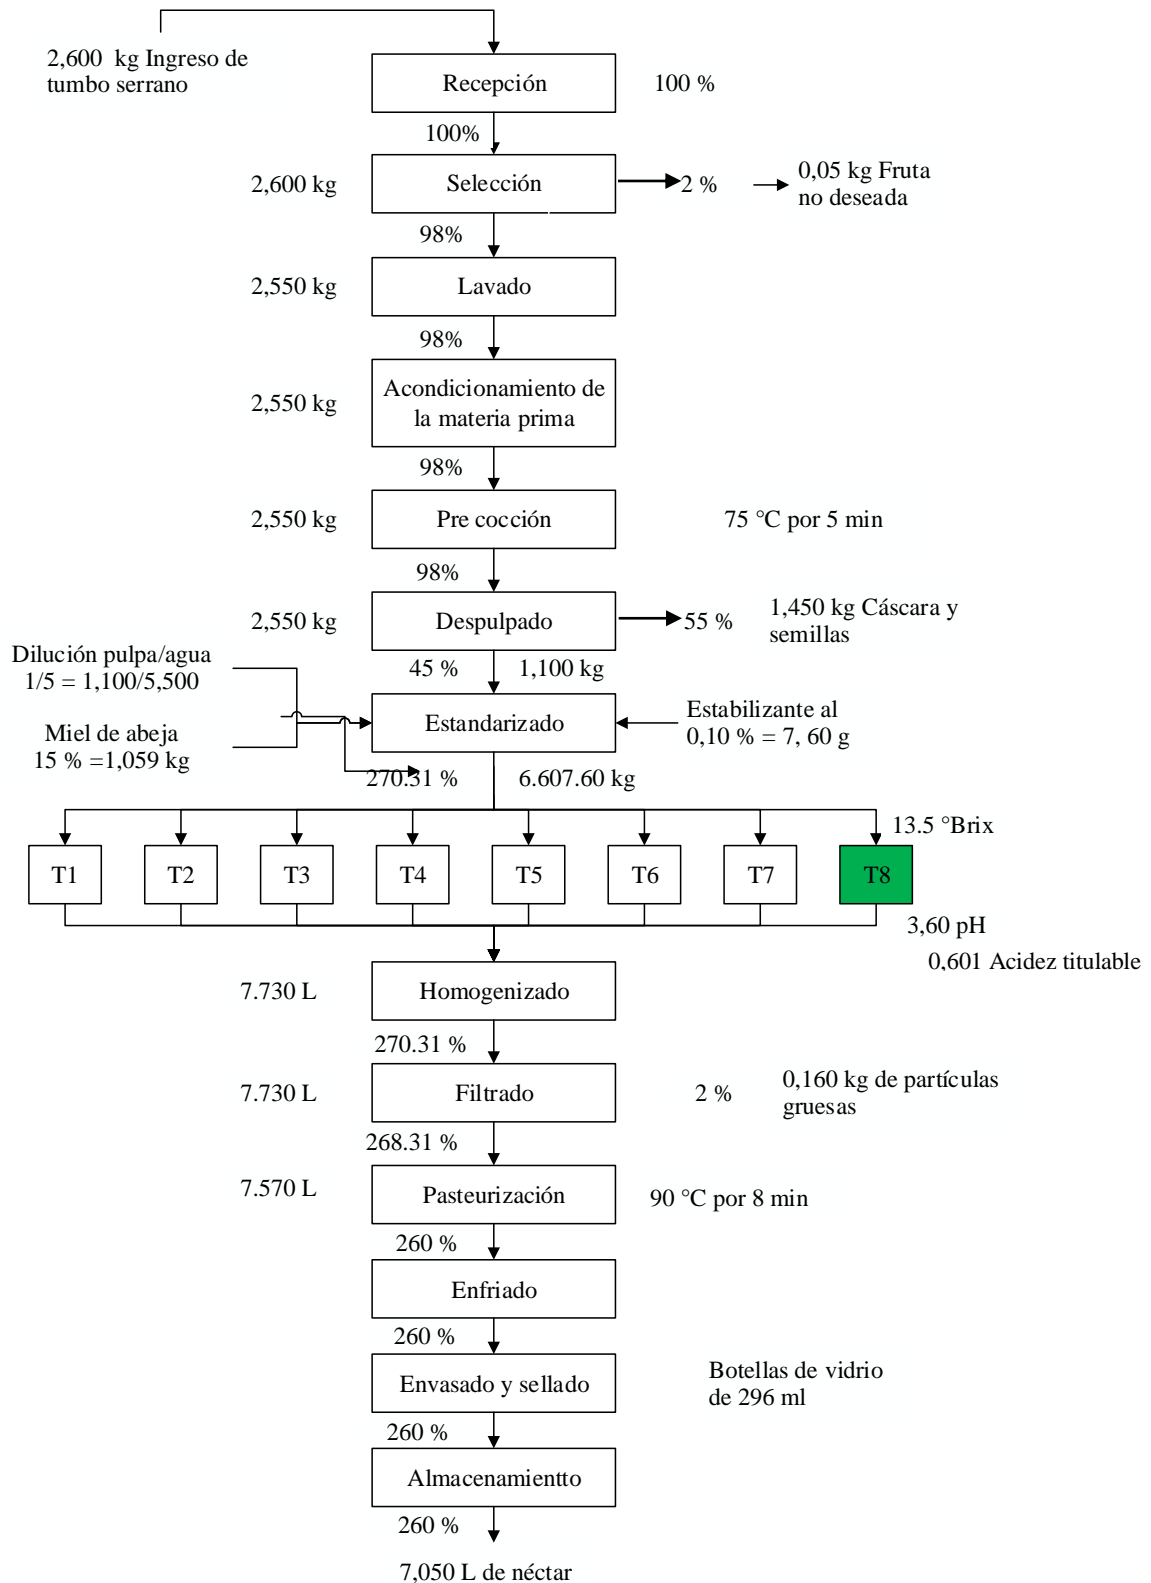 2,600  kg Ingreso de
tumbo serrano
Recepción
100 %
100%
2,600 kg
Selección
2 %
0,05 kg Fruta
no deseada
98%
2,550 kg
Lavado
98%
2,550 kg
Acondicionamiento de
la materia prima
98%
2,550 kg
Pre cocción
75 °C por 5 min
98%
2,550 kg
Despulpado
55 %
1,450 kg Cáscara y
semillas
45 %
1,100 kg
Dilución pulpa/agua
1/5 = 1,100/5,500
Miel de abeja
15 % =1,059 kg
Estandarizado
Estabilizante al
0,10 % = 7, 60 g
270.31 %
6.607.60 kg
13.5 °Brix
T1
T2
T3
T4
T5
T6
T7
T8
3,60 pH
0,601 Acidez titulable
7.730 L
Homogenizado
270.31 %
7.730 L
Filtrado
2 %
0,160 kg de partículas
gruesas
268.31 %
7.570 L
Pasteurización
90 °C por 8 min
260 %
Enfriado
260 %
Envasado y sellado
Botellas de vidrio
de 296 ml
260 %
Almacenamientto
260 %
7,050 L de néctar